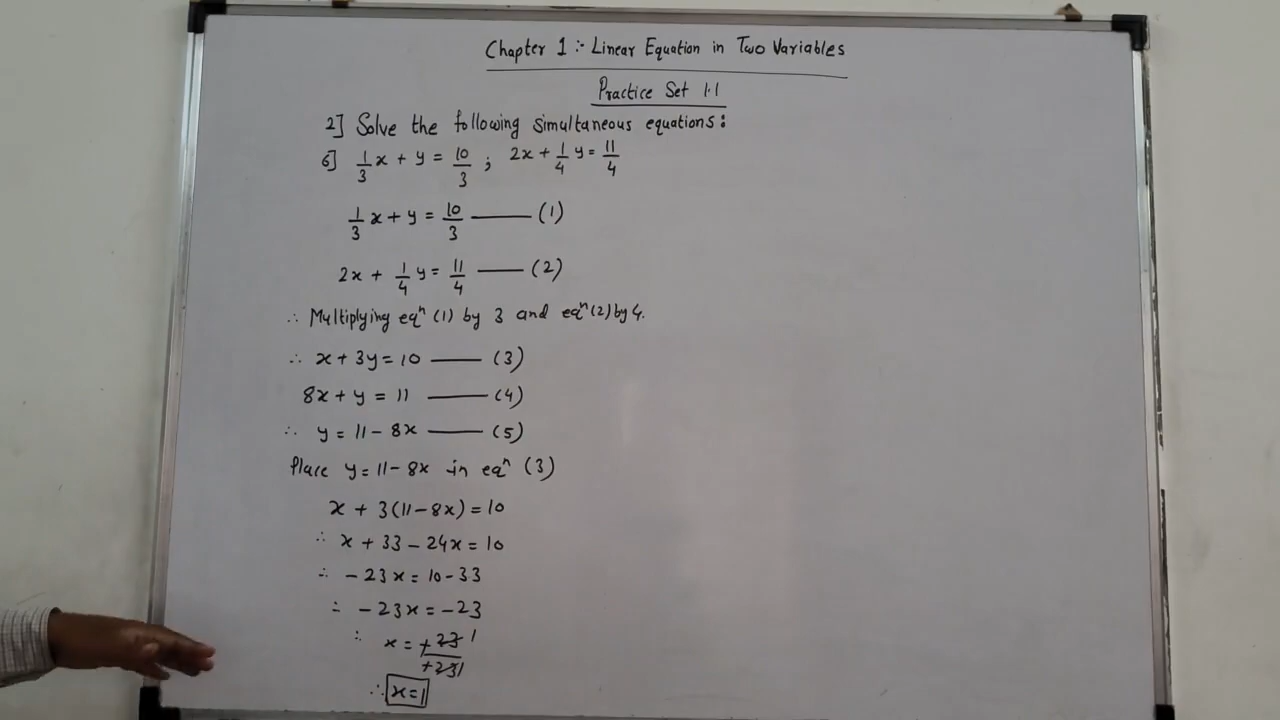 Chapter 1 :- Linear Equation in Two Variables
Practice Set 1.1
2] Solve the following simultaneous equations:
6] 1/3 x + y = 10/3 ; 2x + 1/4 y = 11/4
1/3 x + y = 10/3 —— (1)
2x + 1/4 y = 11/4 —— (2)
∴ Multiplying eqⁿ (1) by 3 and eqⁿ (2) by 4.
∴ x + 3y = 10 —— (3)
8x + y = 11 —— (4)
∴ y = 11 - 8x —— (5)
Place y = 11 - 8x in eqⁿ (3)
x + 3(11 - 8x) = 10
∴ x + 33 - 24x = 10
∴ -23x = 10 - 33
∴ -23x = -23
∴ x = +23 1/+23 1
∴ x = 1